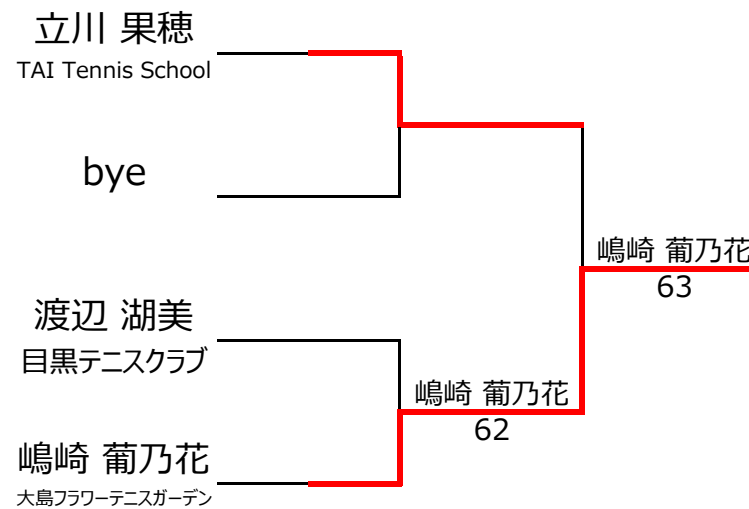 立川 果穂
TAI Tennis School
bye
渡辺 湖美
目黒テニスクラブ
嶋崎 葡乃花
大島フラワーテニスガーデン
嶋崎 葡乃花
62
嶋崎 葡乃花
63